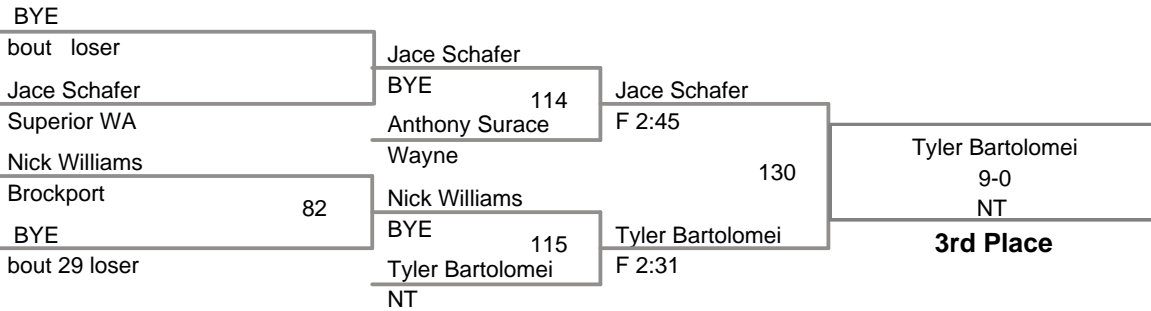 BYE
bout loser
Jace Schafer
Superior WA
Nick Williams
Brockport
82
BYE
bout 29 loser
Jace Schafer
BYE
114
Anthony Surace
Wayne
Nick Williams
BYE
115
Tyler Bartolomei
NT
Jace Schafer
F 2:45
130
Tyler Bartolomei
F 2:31
Tyler Bartolomei
9-0
NT
3rd Place